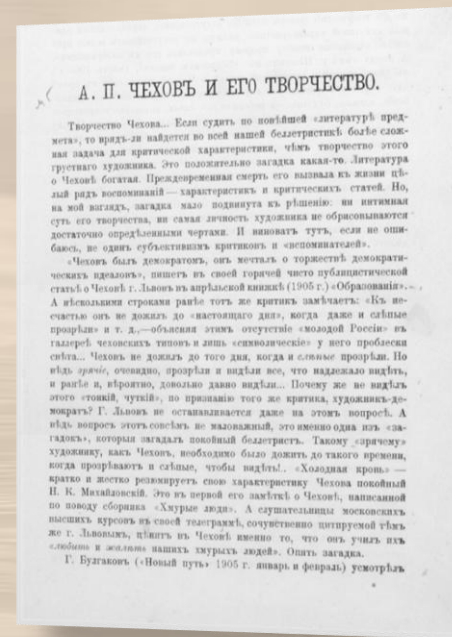 А. П. ЧЕХОВЪ И ЕГО ТВОРЧЕСТВО.
Творчество Чехова... Если судить по новѣйшей «литературѣ пред-
мета», то врядъ-ли найдется во всей нашей беллетристикѣ болѣе слож-
ная задача для критической характеристики, чѣмъ творчество этого
грустнаго художника. Это положительно загадка какая-то. Литература
о Чеховѣ богатая. Преждевременная смерть его вызвала къ жизни цѣ-
лый рядъ воспоминаній — характеристикъ и критическихъ статей. Но,
на мой взглядъ, загадка мало подвинута къ рѣшенію: ни интимная
суть его творчества, ни самая личность художника не обрисовываются
достаточно опредѣленными чертами. И виноватъ тутъ, если не оши-
баюсь, не одинъ субъективизмъ критиковъ и «вспоминателей».
«Чеховъ былъ демократомъ, онъ мечталъ о торжествѣ демократи-
ческихъ идеаловъ», пишетъ въ своей горячей чисто публицистической
статьѣ о Чеховѣ г. Львовъ въ апрѣльской книжкѣ (1905 г.) «Образованія».
А нѣсколькими строками ранѣе тотъ же критикъ замѣчаетъ: «Къ не-
счастью онъ не дожилъ до «настоящаго дня», когда даже и слѣпые
прозрѣли» и т. д.,—объясняя этимъ отсутствіе «молодой Россіи» въ
галлереѣ чеховскихъ типовъ и лишь «символическіе» у него проблески
свѣта... Чеховъ не дожилъ до того дня, когда и слѣпые прозрѣли. Но
вѣдь зрячіе, очевидно, прозрѣли и видѣли все, что надлежало видѣть,
и ранѣе и, вѣроятно, довольно давно видѣли... Почему же не видѣлъ
этого «тонкій, чуткій», по признанію того же критика, художникъ-де-
мократъ? Г. Львовъ не останавливается даже на этомъ вопросѣ. А
вѣдь вопросъ этотъ совсѣмъ не маловажный, это именно одна изъ «за-
гадокъ», которыя загадалъ покойный беллетристъ. Такому «зрячему»
художнику, какъ Чеховъ, необходимо было дожить до такого времени,
когда прозрѣваютъ и слѣпые, чтобы видѣть!.. «Холодная кровь» —
кратко и жестко резюмируетъ свою характеристику Чехова покойный
Н. К. Михайловскій. Это въ первой его замѣткѣ о Чеховѣ, написанной
по поводу сборника «Хмурые люди». А слушательницы московскихъ
высшихъ курсовъ въ своей телеграммѣ, сочувственно цитируемой тѣмъ
же г. Львовымъ, цѣнитъ въ Чеховѣ именно то, что онъ училъ ихъ
«любить и жалѣть нашихъ хмурыхъ людей». Опять загадка.
Г. Булгаковъ («Новый путь» 1905 г. январь и февраль) усмотрѣлъ